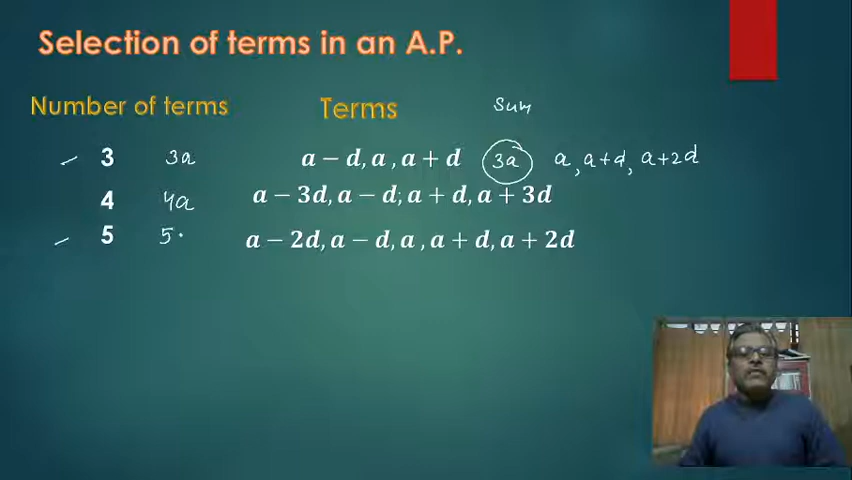 Selection of terms in an A.P.
Number of terms Terms Sum
3 3a a − d, a , a + d 3a a, a+d, a+2d
4 4a a − 3d, a − d; a + d, a + 3d
5 5 a − 2d, a − d, a , a + d, a + 2d